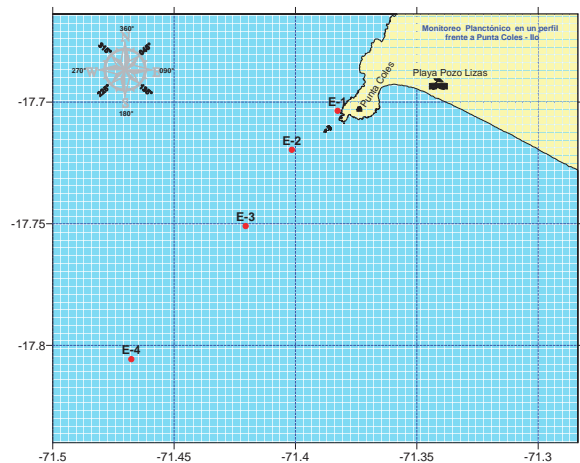 Monitoreo Planctónico en un perfil
frente a Punta Coles - Ilo
360°
270°
090°
180°
Playa Pozo Lizas
Punta Coles
E-1
E-2
E-3
E-4
-17.7
-17.75
-17.8
-71.5
-71.45
-71.4
-71.35
-71.3